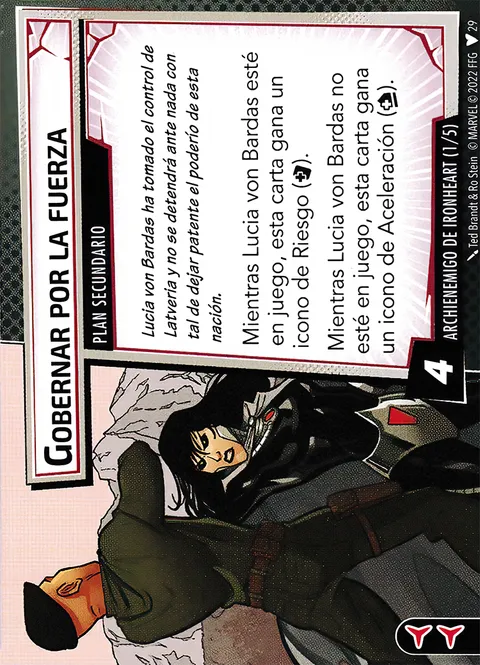 GOBERNAR POR LA FUERZA
PLAN SECUNDARIO
Lucia von Bardas ha tomado el control de
Latveria y no se detendrá ante nada con
tal de dejar patente el poderío de esta
nación.
Mientras Lucia von Bardas esté
en juego, esta carta gana un
icono de Riesgo ( ).
Mientras Lucia von Bardas no
esté en juego, esta carta gana
un icono de Aceleración ( ).
4
ARCHIENEMIGO DE IRONHEART (1/5)
Ted Brandt & Ro Stein © MARVEL © 2022 FFG 29